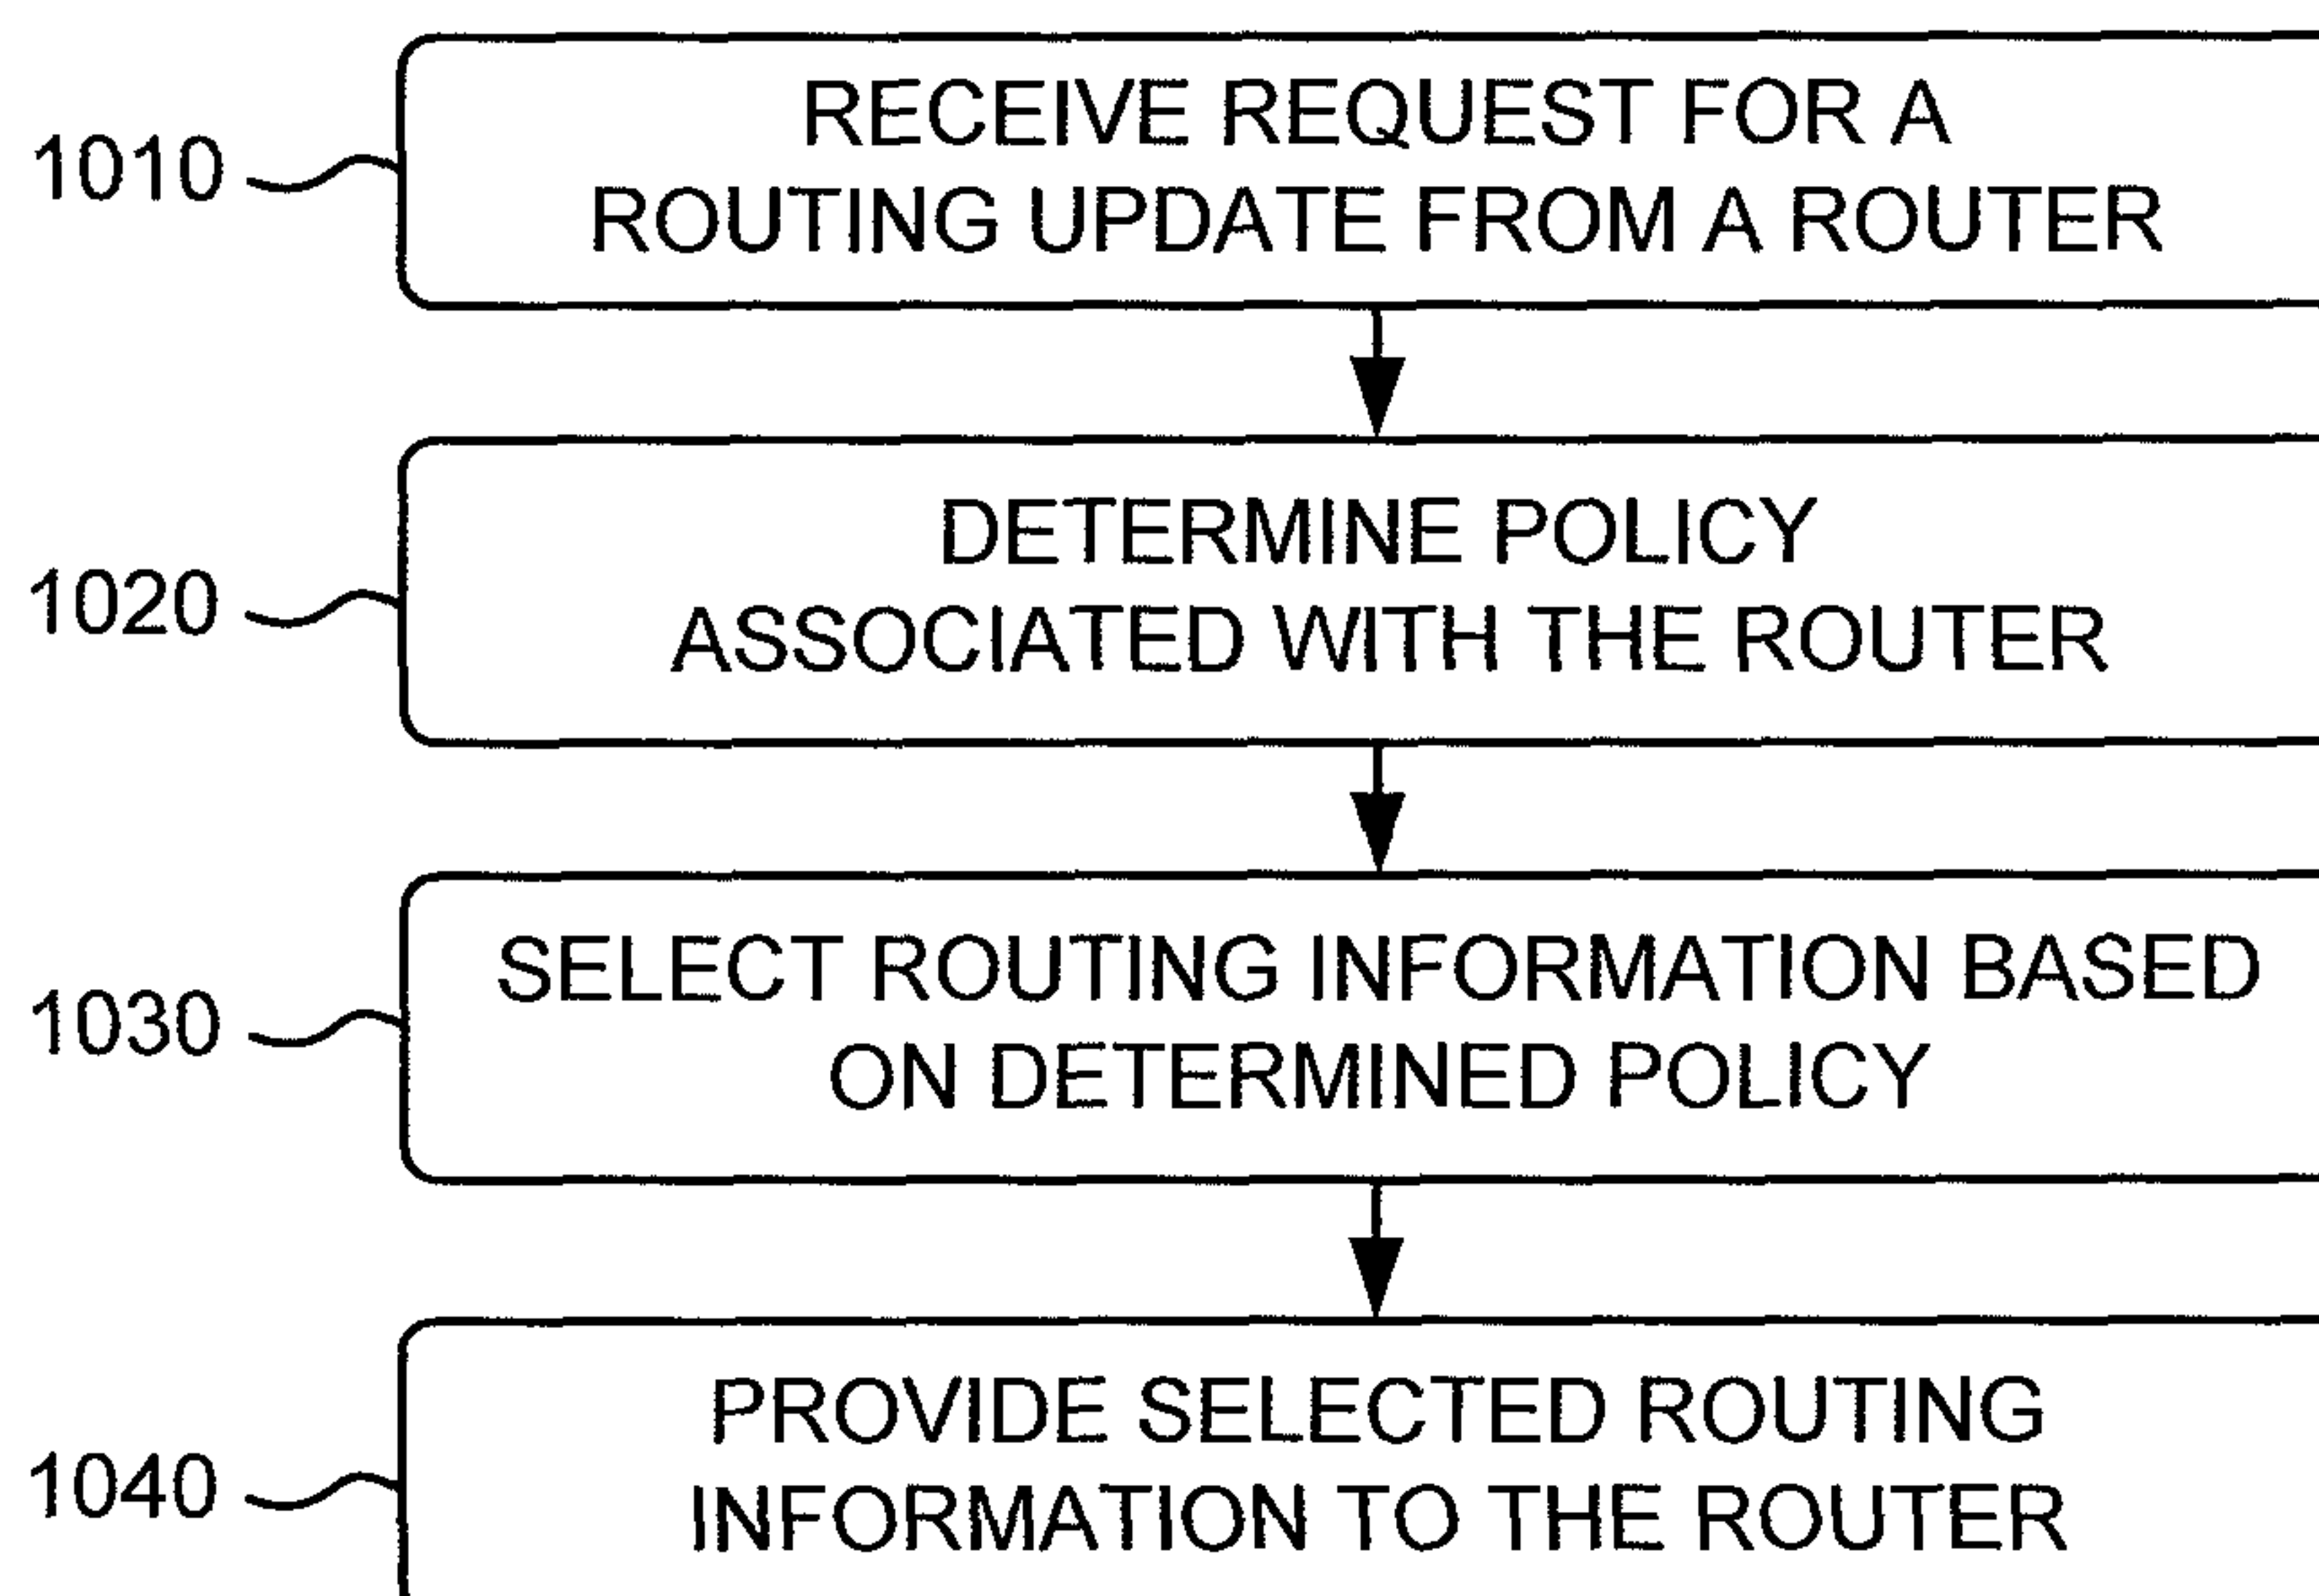 RECEIVE REQUEST FOR A
1010
ROUTING UPDATE FROM A ROUTER
DETERMINE POLICY
1020
ASSOCIATED WITH THE ROUTER
SELECT ROUTING INFORMATION BASED
1030
ON DETERMINED POLICY
PROVIDE SELECTED ROUTING
1040
INFORMATION TO THE ROUTER